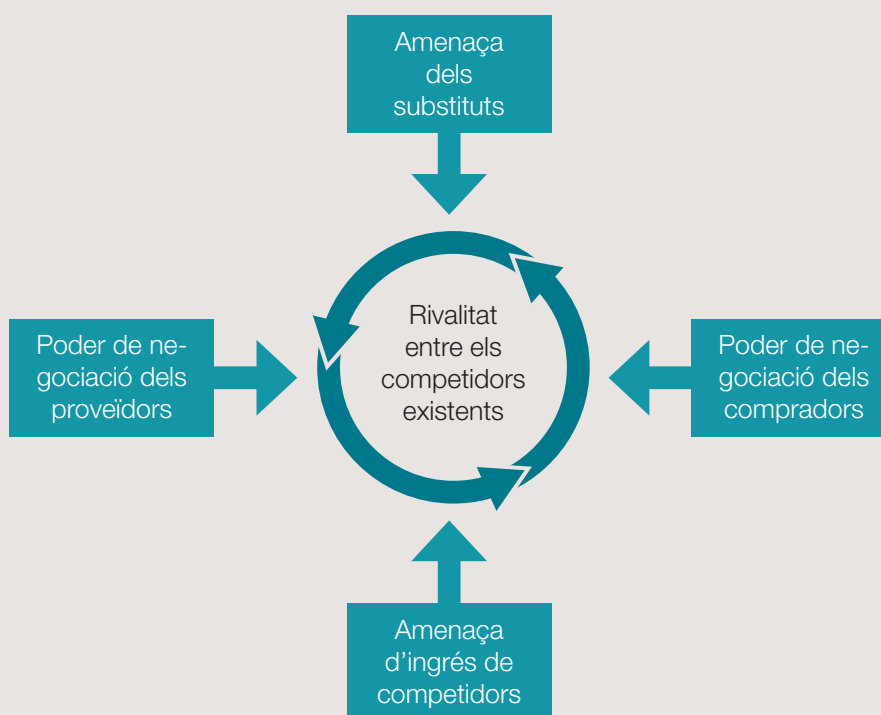 Amenaça
dels
substituts
Poder de ne-
gociació dels
proveïdors
Rivalitat
entre els
competidors
existents
Poder de ne-
gociació dels
compradors
Amenaça
d’ingrés de
competidors